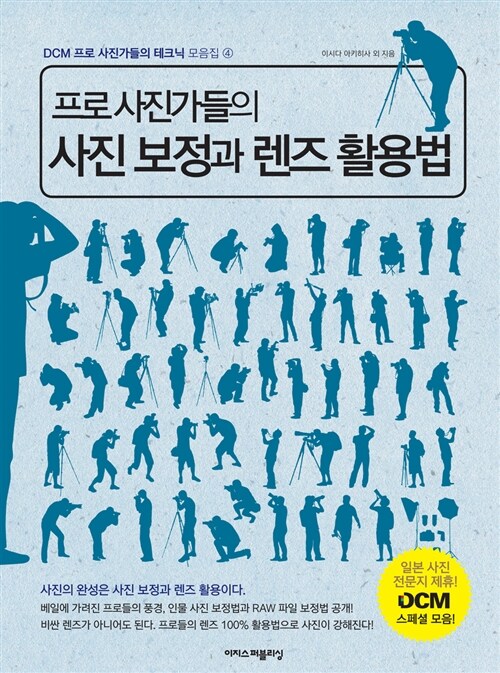 DCM 프로 사진가들의 테크닉 모음집 ④
이시다 아키히사 외 지음
프로 사진가들의
사진 보정과 렌즈 활용법
일본 사진
전문지 제휴!
DCM
스페셜 모음!
사진의 완성은 사진 보정과 렌즈 활용이다.
베일에 가려진 프로들의 풍경, 인물 사진 보정법과 RAW 파일 보정법 공개!
비싼 렌즈가 아니어도 된다. 프로들의 렌즈 100% 활용법으로 사진이 강해진다!
이지스 퍼블리싱